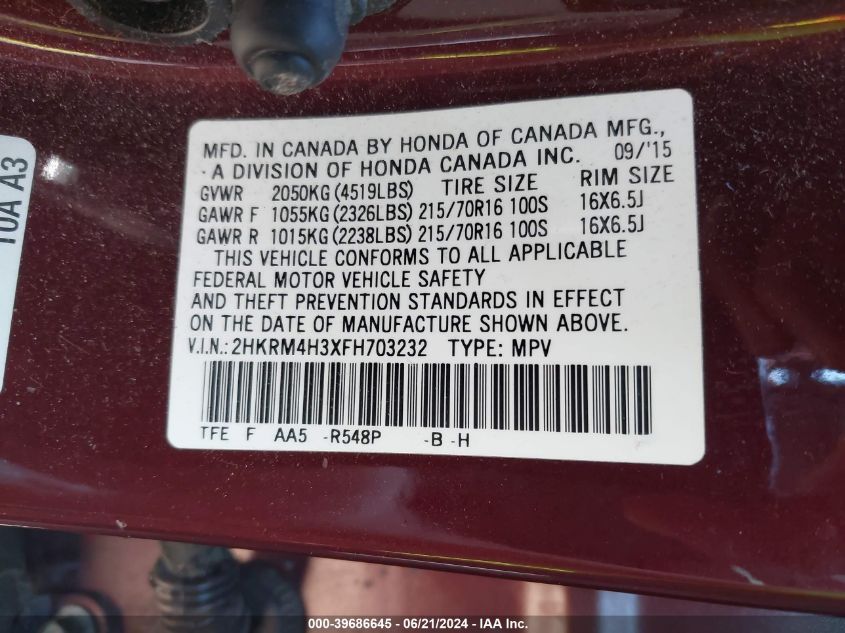 MFD. IN CANADA BY HONDA OF CANADA MFG.,
A DIVISION OF HONDA CANADA INC. 09/'15
GVWR 2050KG (4519LBS) TIRE SIZE RIM SIZE
GAWR F 1055KG (2326LBS) 215/70R16 100S 16X6.5J
GAWR R 1015KG (2238LBS) 215/70R16 100S 16X6.5J
THIS VEHICLE CONFORMS TO ALL APPLICABLE
FEDERAL MOTOR VEHICLE SAFETY
AND THEFT PREVENTION STANDARDS IN EFFECT
ON THE DATE OF MANUFACTURE SHOWN ABOVE.
V.I.N.: 2HKRM4H3XFH703232 TYPE: MPV
TFE F AA5 -R548P -B -H
10A A3
© IMAGE - 39686645 - 06/21/2024 - IAA Inc.